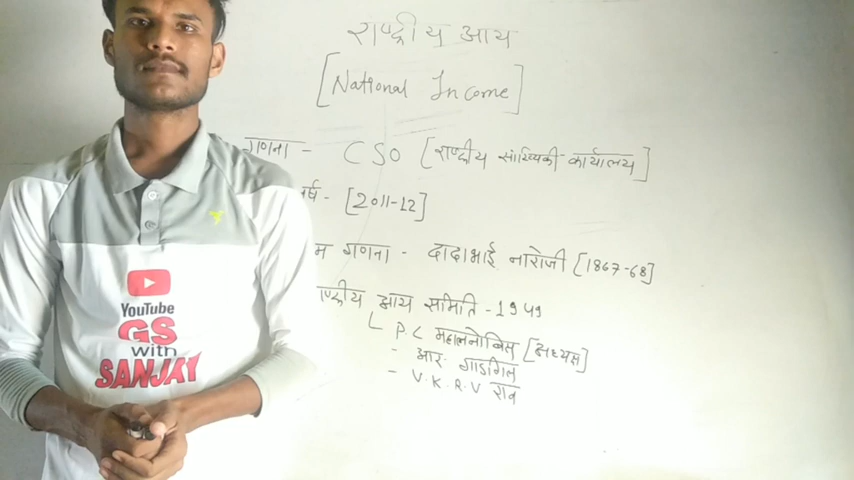 राष्ट्रीय आय
[National Income]
गणना - CSO [राष्ट्रीय सांख्यिकी कार्यालय]
वर्ष - [2011-12]
म गणना - दादाभाई नारोजी [1867-68]
ाष्ट्रीय आय समिति - 1949
P C महालनोविस [अध्यक्ष]
- आर. गाडगिल
- V.K.R.V राव
YouTube
GS
with
SANJAY